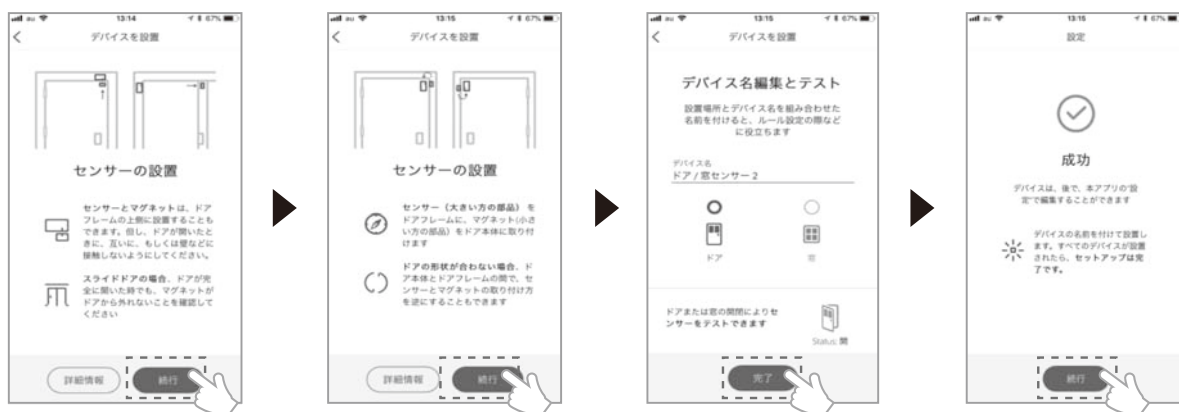 au 13:14 67%
デバイスを設置
センサーの設置
センサーとマグネットは、ドア
フレームの上側に設置することも
できます。但し、ドアが開いたと
きに、互いに、もしくは壁などに
接触しないようにしてください。
スライドドアの場合、ドアが完
全に開いた時でも、マグネットが
ドアから外れないことを確認して
ください
詳細情報
続行
au 13:15 67%
デバイスを設置
センサーの設置
センサー（大きい方の部品）を
ドアフレームに、マグネット(小さ
い方の部品）をドア本体に取り付
けます
ドアの形状が合わない場合、ド
ア本体とドアフレームの間で、セ
ンサーとマグネットの取り付け方
を逆にすることもできます
詳細情報
続行
au 13:15 67%
デバイスを設置
デバイス名編集とテスト
設置場所とデバイス名を組み合わせた
名前を付けると、ルール設定の際など
に役立ちます
デバイス名
ドア / 窓センサー 2
ドア
窓
ドアまたは窓の開閉によりセ
ンサーをテストできます
Status: 開
完了
au 13:15 67%
設定
成功
デバイスは、後で、本アプリの"設
定"で編集することができます
デバイスの名前を付けて設置し
ます。すべてのデバイスが設置
されたら、セットアップは完
了です。
続行